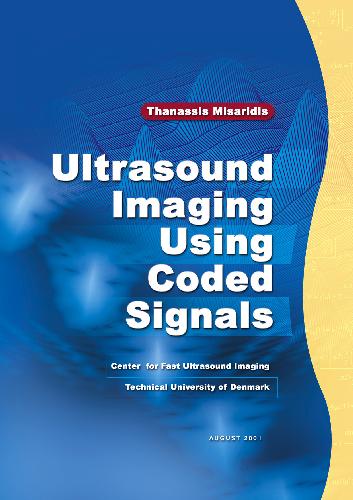 Thanassis Misaridis
Ultrasound
Imaging
Using
Coded
Signals
Center for Fast Ultrasound Imaging
Technical University of Denmark
AUGUST 2001